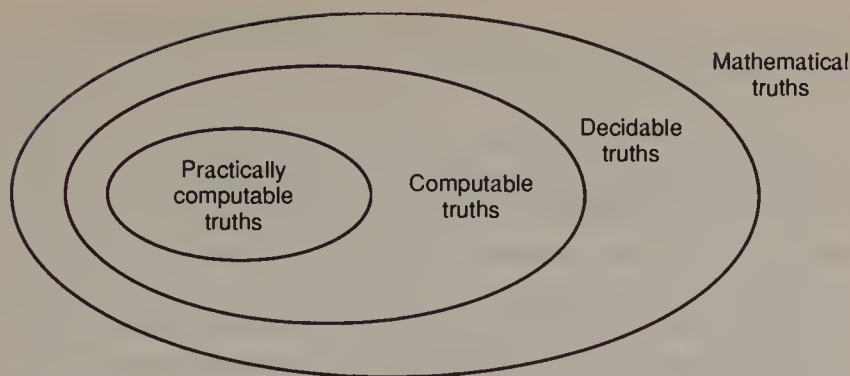 Mathematical
truths
Decidable
truths
Practically
computable
truths
Computable
truths